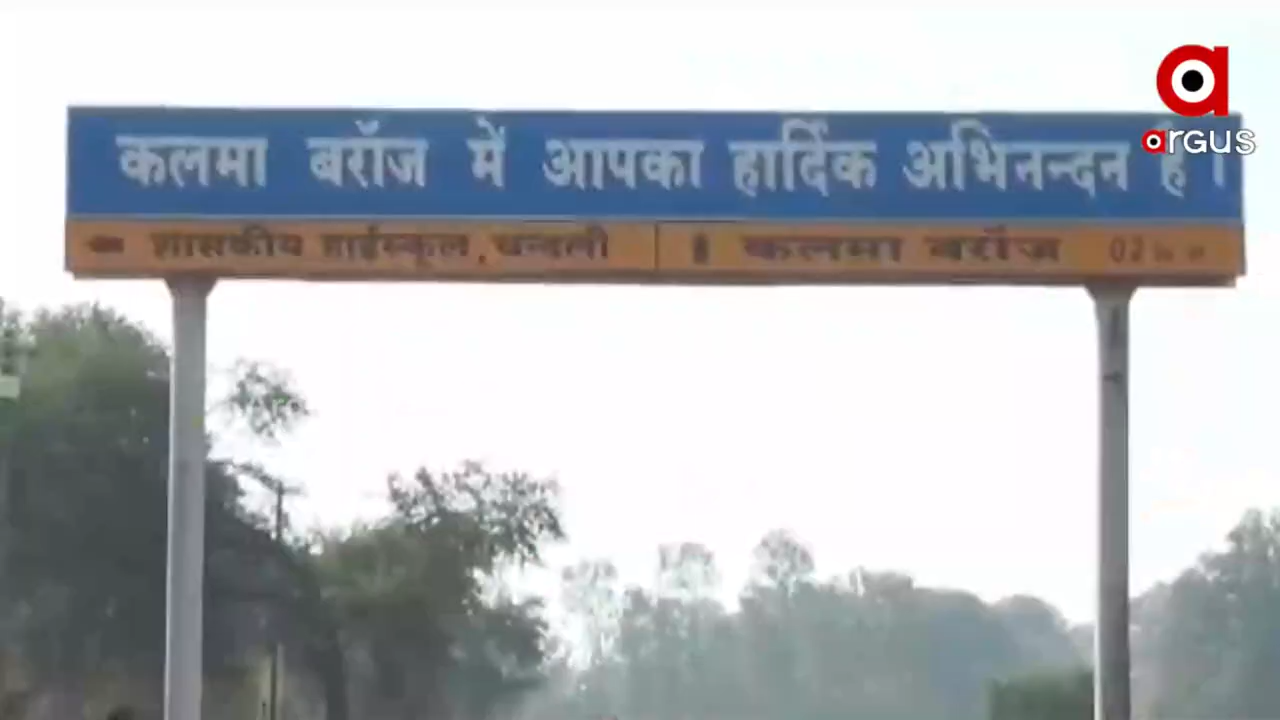 कलमा बरॉज में आपका हार्दिक अभिनन्दन है।
शासकीय हाईस्कूल, चन्दली कलमा बरॉज
argus